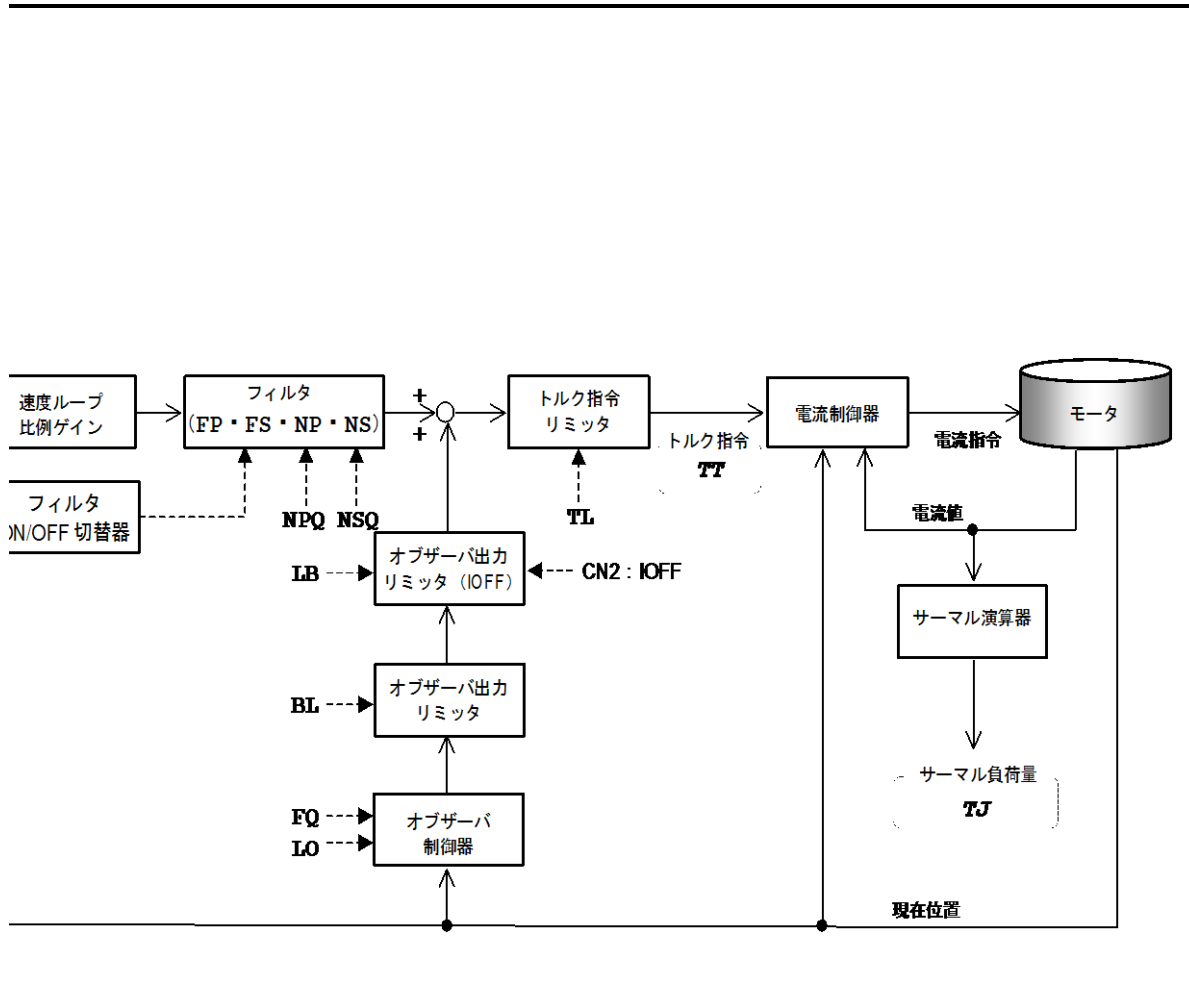 速度ループ
比例ゲイン
フィルタ
(FP・FS・NP・NS)
+
+
トルク指令
リミッタ
電流制御器
モータ
電流指令
トルク指令
TT
フィルタ
ON/OFF 切替器
NPQ
NSQ
TL
電流値
オブザーバ出力
リミッタ（IOFF）
LB
CN2：IOFF
サーマル演算器
オブザーバ出力
リミッタ
BL
サーマル負荷量
TJ
FQ
LO
オブザーバ
制御器
現在位置